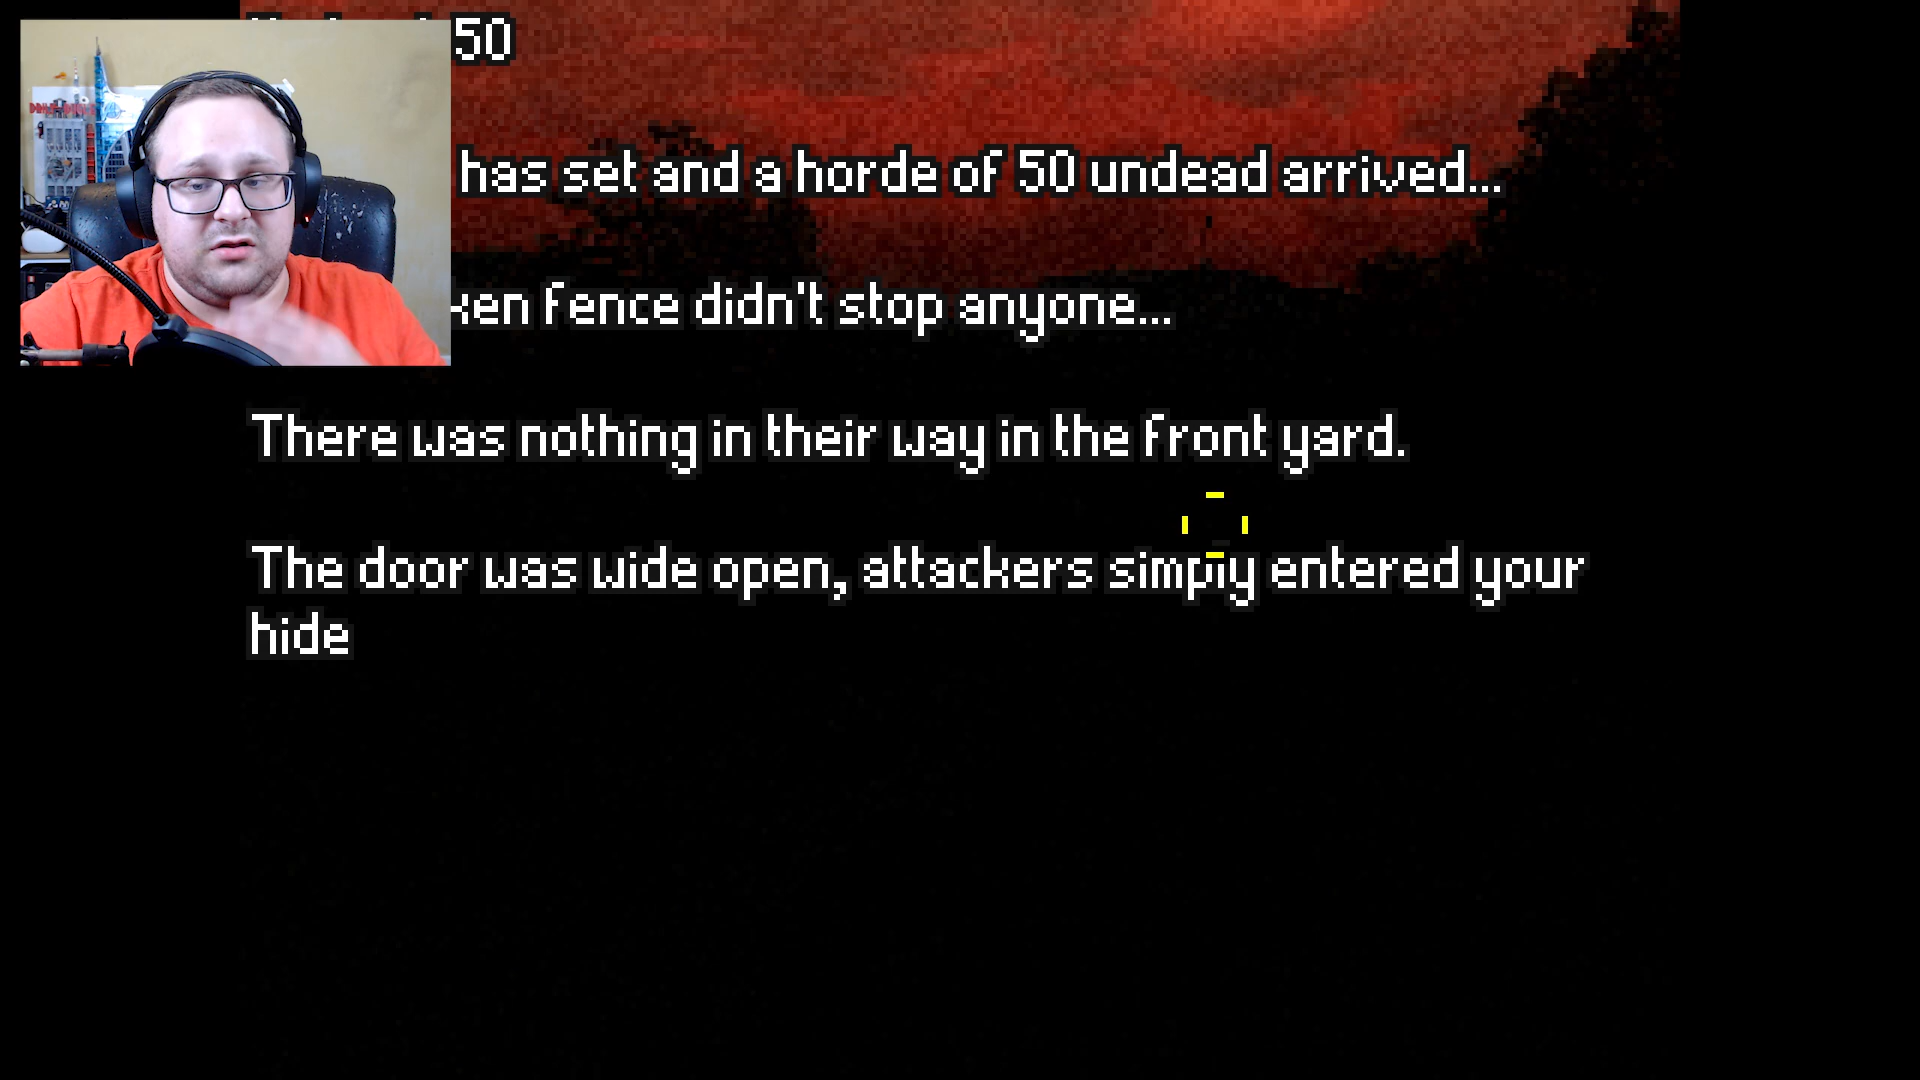 50
has set and a horde of 50 undead arrived...
ken fence didn't stop anyone...
There was nothing in their way in the front yard.
The door was wide open, attackers simply entered your
hide